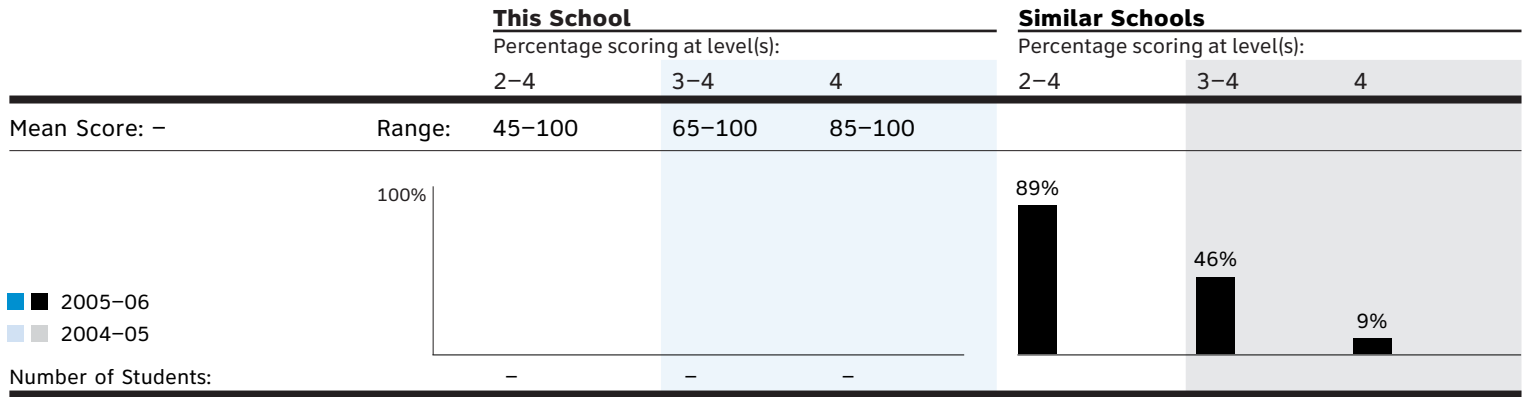 This School Similar Schools
Percentage scoring at level(s): Percentage scoring at level(s):
2–4 3–4 4 2–4 3–4 4
Mean Score: – Range: 45–100 65–100 85–100
100%
89%
46%
9%
2005–06
2004–05
Number of Students: – – –